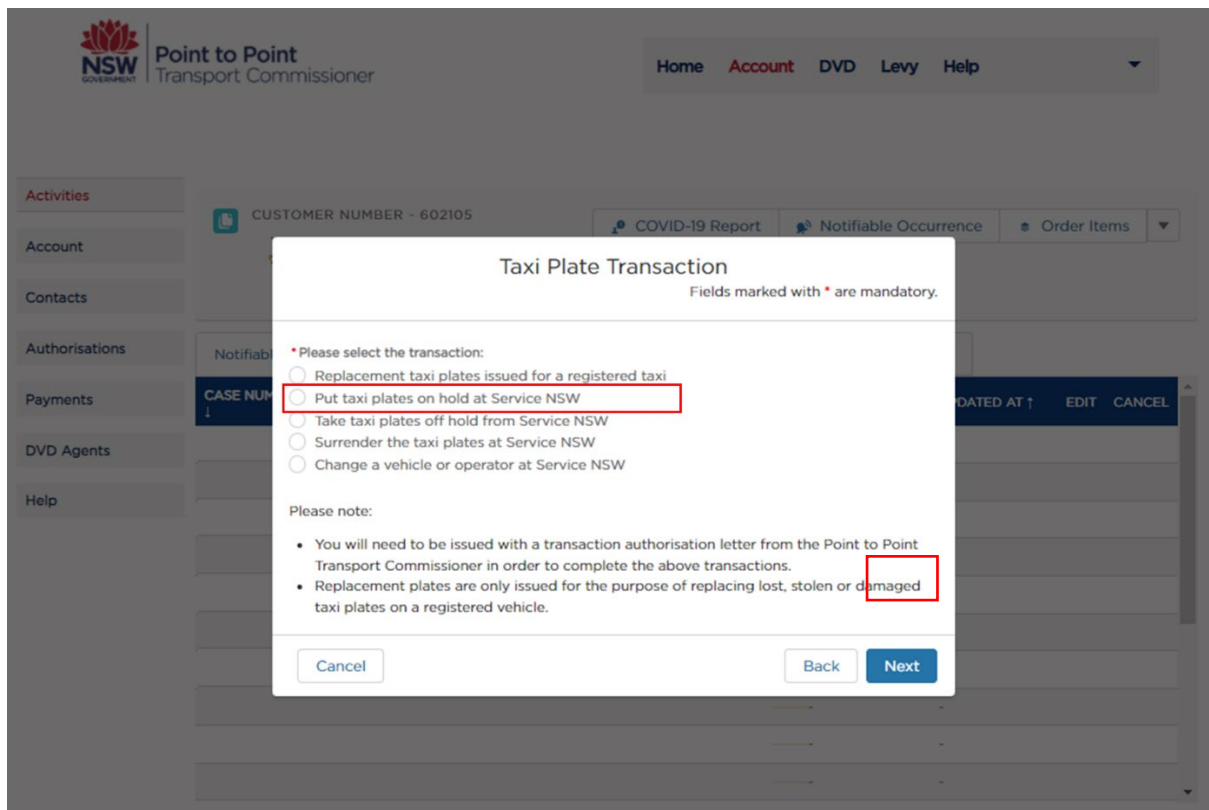 NSW
GOVERNMENT
Point to Point
Transport Commissioner
Home Account DVD Levy Help
Activities
Account
Contacts
Authorisations
Payments
DVD Agents
Help
CUSTOMER NUMBER - 602105
COVID-19 Report Notifiable Occurrence Order Items
Notifiabl
CASE NUM
↓
PDATED AT ↑ EDIT CANCEL
Taxi Plate Transaction
Fields marked with * are mandatory.
* Please select the transaction:
Replacement taxi plates issued for a registered taxi
Put taxi plates on hold at Service NSW
Take taxi plates off hold from Service NSW
Surrender the taxi plates at Service NSW
Change a vehicle or operator at Service NSW
Please note:
• You will need to be issued with a transaction authorisation letter from the Point to Point
Transport Commissioner in order to complete the above transactions.
• Replacement plates are only issued for the purpose of replacing lost, stolen or damaged
taxi plates on a registered vehicle.
Cancel Back Next